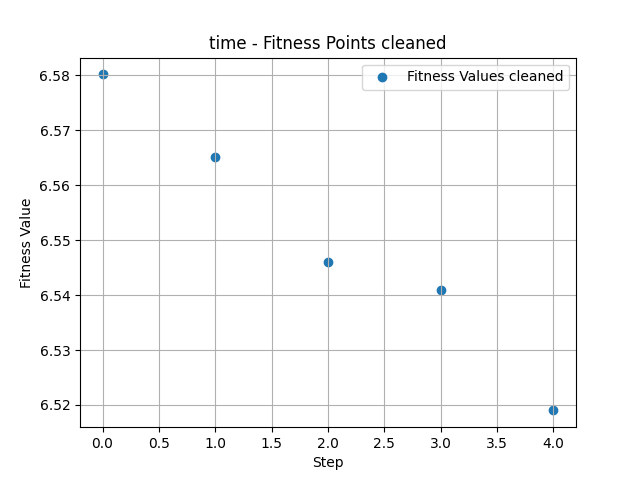 time - Fitness Points cleaned
Fitness Values cleaned
6.58
6.57
6.56
6.55
6.54
6.53
6.52
Fitness Value
0.0 0.5 1.0 1.5 2.0 2.5 3.0 3.5 4.0
Step